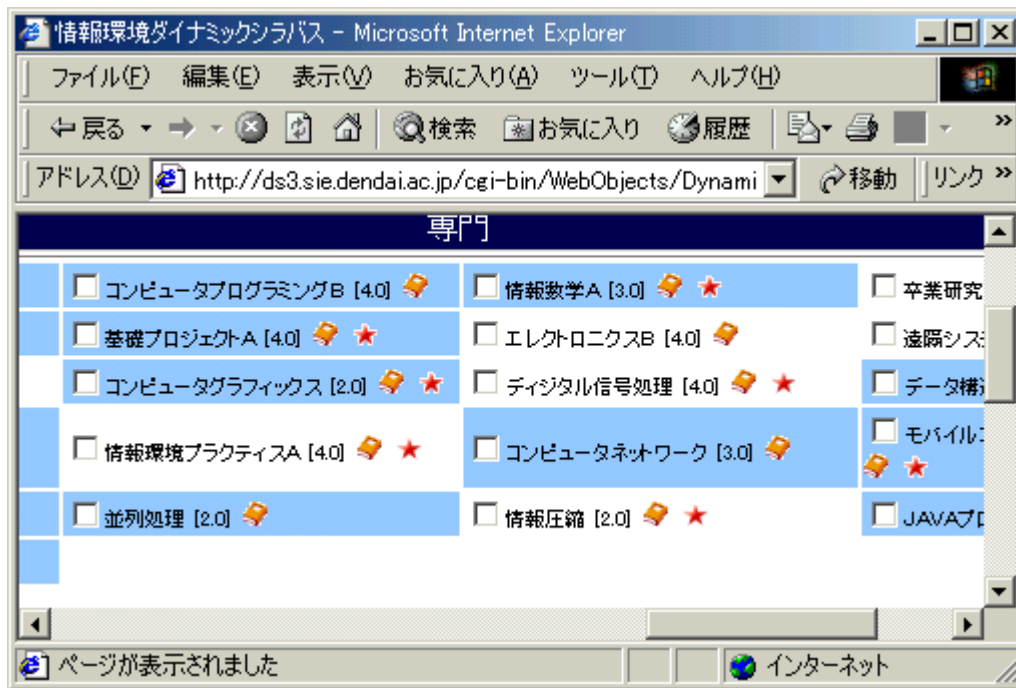 情報環境ダイナミックシラバス - Microsoft Internet Explorer
ファイル(F) 編集(E) 表示(V) お気に入り(A) ツール(T) ヘルプ(H)
戻る 検索 お気に入り 履歴 »
アドレス(D) http://ds3.sie.dendai.ac.jp/cgi-bin/WebObjects/Dynami 移動 リンク »
専門
コンピュータプログラミングB [4.0] 情報数学A [3.0] 卒業研究
基礎プロジェクトA [4.0] エレクトロニクスB [4.0] 遠隔シス
コンピュータグラフィックス [2.0] ディジタル信号処理 [4.0] データ構造
情報環境プラクティスA [4.0] コンピュータネットワーク [3.0] モバイル
並列処理 [2.0] 情報圧縮 [2.0] JAVAプロ
ページが表示されました インターネット